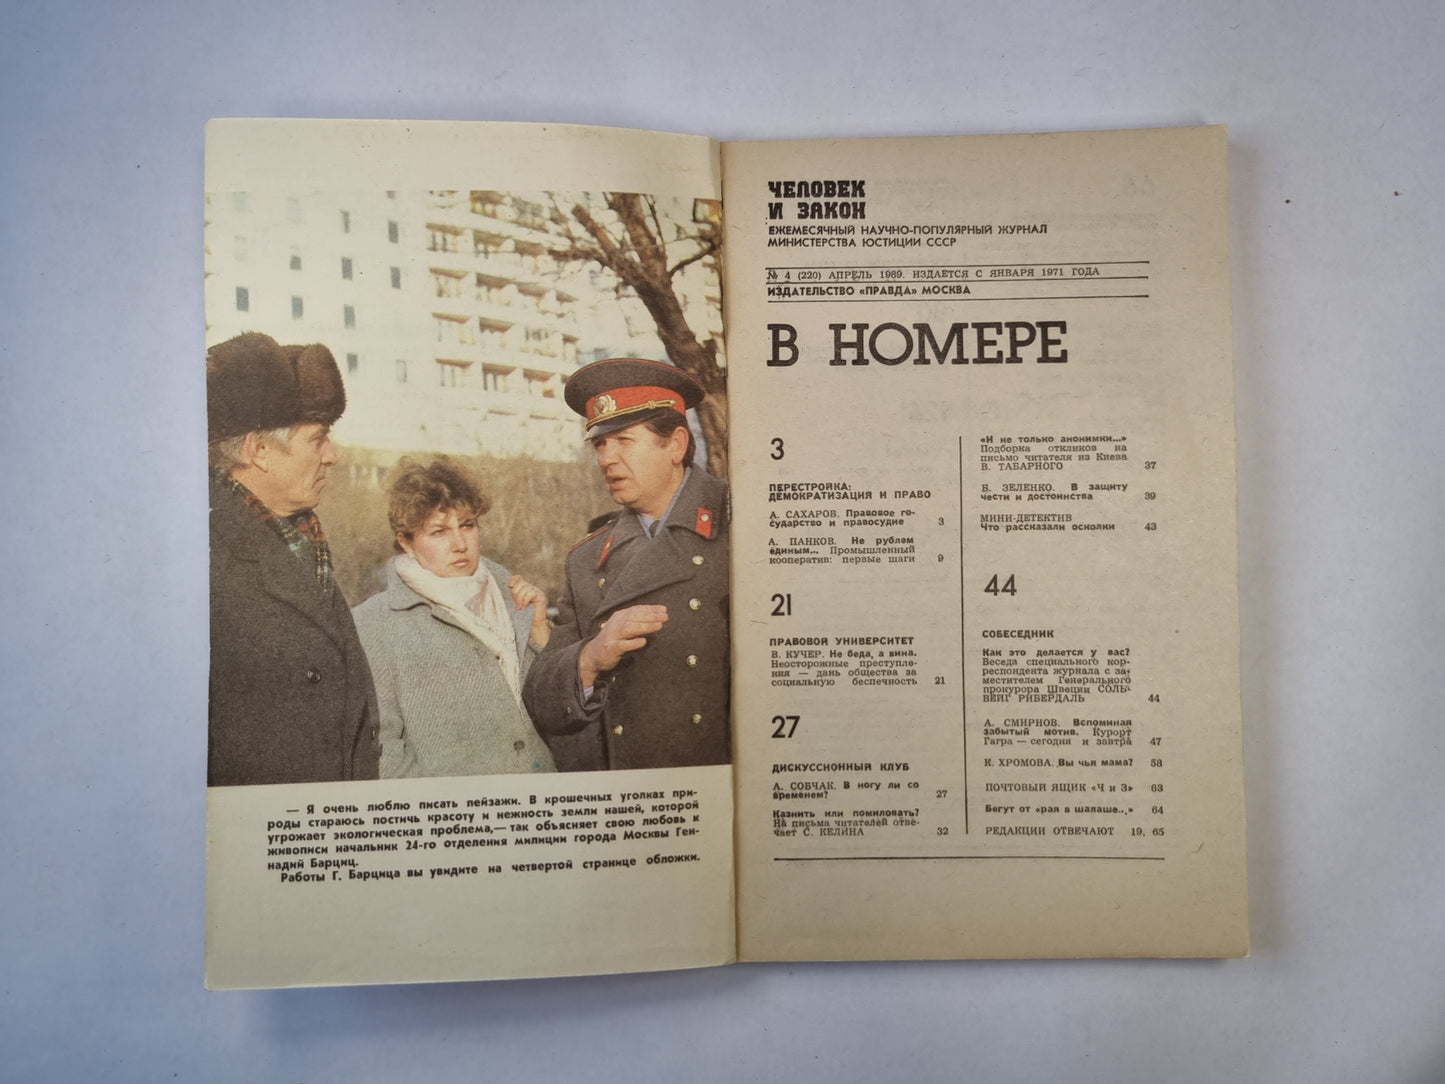 — Я очень люблю писать пейзажи. В крошечных уголках при-
роды стараюсь постичь красоту и нежность земли нашей, которой
угрожает экологическая проблема,— так объясняет свою любовь к
живописи начальник 24-го отделения милиции города Москвы Ген-
надий Барциц.
Работы Г. Барцица вы увидите на четвертой странице обложки.
ЧЕЛОВЕК
И ЗАКОН
ЕЖЕМЕСЯЧНЫЙ НАУЧНО-ПОПУЛЯРНЫЙ ЖУРНАЛ
МИНИСТЕРСТВА ЮСТИЦИИ СССР
№ 4 (220) АПРЕЛЬ 1989. ИЗДАЕТСЯ С ЯНВАРЯ 1971 ГОДА
ИЗДАТЕЛЬСТВО «ПРАВДА» МОСКВА
В НОМЕРЕ
3
ПЕРЕСТРОЙКА:
ДЕМОКРАТИЗАЦИЯ И ПРАВО
А. САХАРОВ. Правовое го-
сударство и правосудие 3
А. ПАНКОВ. Не рублем
единым... Промышленный
кооператив: первые шаги 9
21
ПРАВОВОЙ УНИВЕРСИТЕТ
В. КУЧЕР. Не беда, а вина.
Неосторожные преступле-
ния — дань общества за
социальную беспечность 21
27
ДИСКУССИОННЫЙ КЛУБ
А. СОБЧАК. В ногу ли со
временем? 27
Казнить или помиловать?
На письма читателей отве-
чает С. КЕЛИНА 32
«И не только анонимки...»
Подборка откликов на
письмо читателя из Киева
В. ТАБАРНОГО 37
В. ЗЕЛЕНКО. В защиту
чести и достоинства 39
МИНИ-ДЕТЕКТИВ
Что рассказали осколки 43
44
СОБЕСЕДНИК
Как это делается у вас?
Беседа специального кор-
респондента журнала с за-
местителем Генерального
прокурора Швеции СОЛЬ-
ВЕЙГ РИБЕРДАЛЬ 44
А. СМИРНОВ. Вспоминая
забытый мотив. Курорт
Гагра — сегодня и завтра 47
К. ХРОМОВА. Вы чья мама? 58
ПОЧТОВЫЙ ЯЩИК «Ч и З» 63
Бегут от «рая в шалаше...» 64
РЕДАКЦИИ ОТВЕЧАЮТ 19, 65